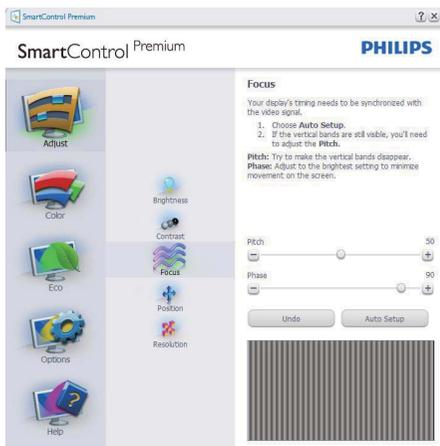 SmartControl Premium
SmartControl Premium
PHILIPS
Adjust
Color
Eco
Options
Help
Brightness
Contrast
Focus
Position
Resolution
Focus
Your display's timing needs to be synchronized with
the video signal.
1. Choose Auto Setup.
2. If the vertical bands are still visible, you'll need
to adjust the Pitch.
Pitch: Try to make the vertical bands disappear.
Phase: Adjust to the brightest setting to minimize
movement on the screen.
Pitch 50
Phase 90
Undo Auto Setup